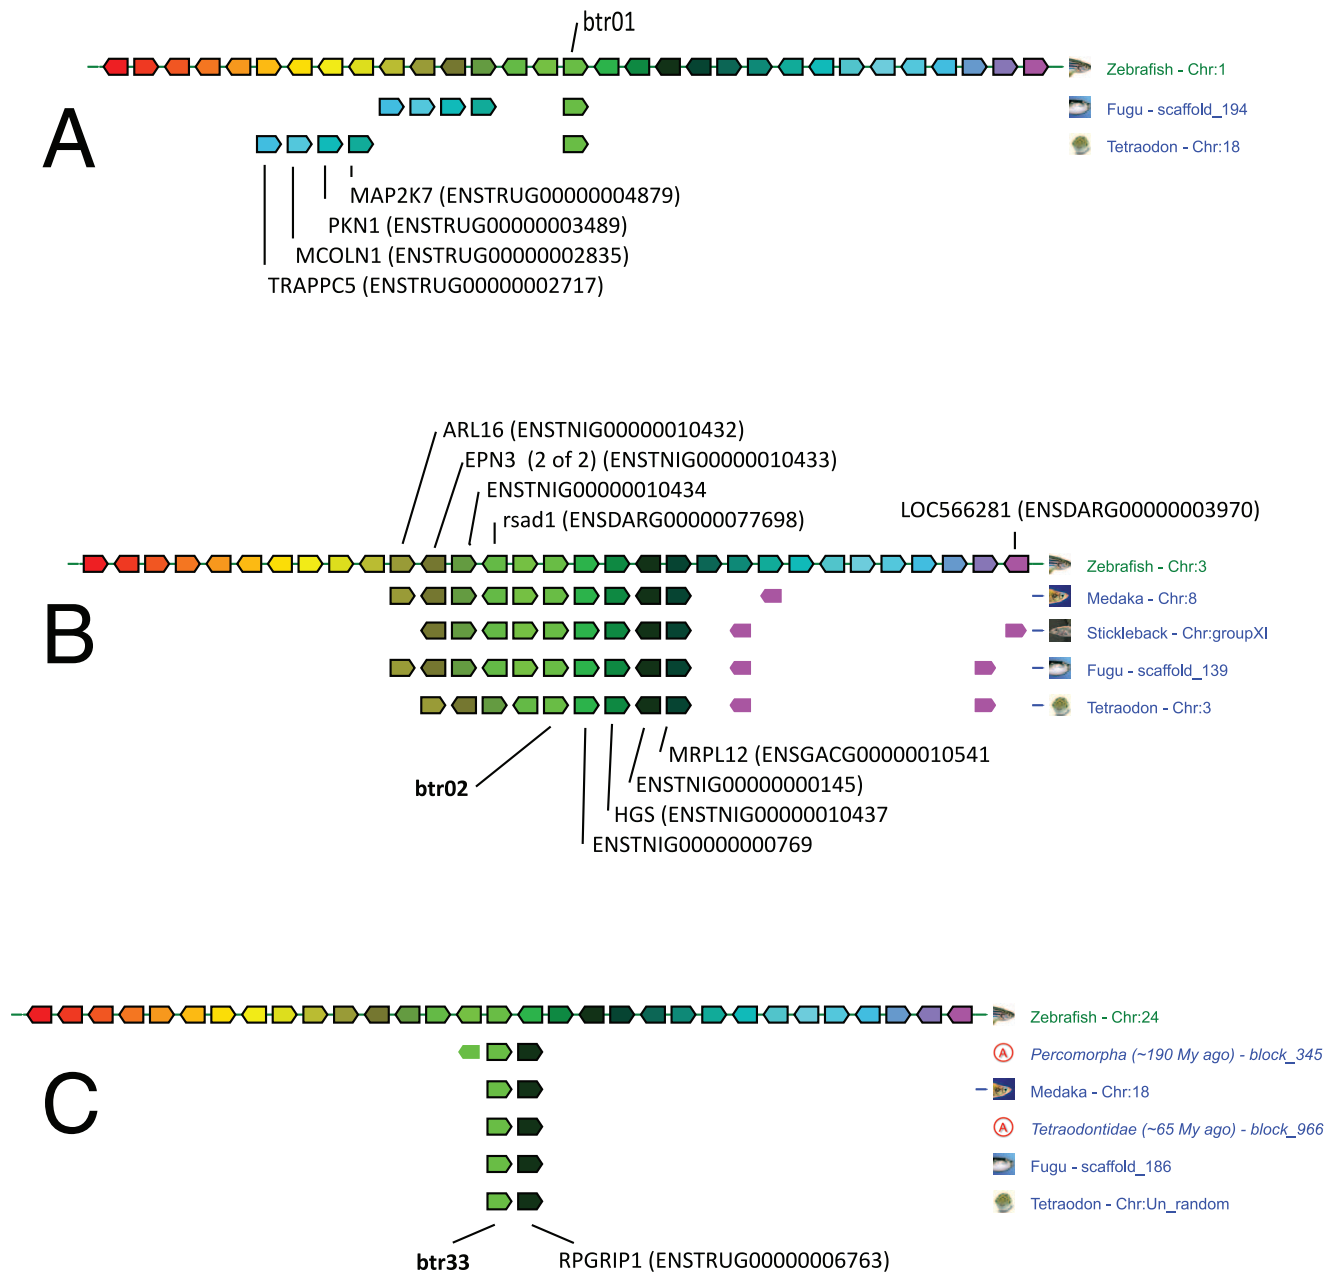 btr01
Zebrafish - Chr:1
A
Fugu - scaffold_194
Tetraodon - Chr:18
MAP2K7 (ENSTRUG00000004879)
PKN1 (ENSTRUG00000003489)
MCOLN1 (ENSTRUG00000002835)
TRAPPC5 (ENSTRUG00000002717)
ARL16 (ENSTNIG00000010432)
EPN3 (2 of 2) (ENSTNIG00000010433)
ENSTNIG00000010434
rsad1 (ENSDARG00000077698)
LOC566281 (ENSDARG00000003970)
Zebrafish - Chr:3
B
Medaka - Chr:8
Stickleback - Chr:groupXI
Fugu - scaffold_139
Tetraodon - Chr:3
MRPL12 (ENSGACG00000010541
btr02
ENSTNIG00000000145)
HGS (ENSTNIG00000010437
ENSTNIG00000000769
Zebrafish - Chr:24
C
A Percomorpha (~190 My ago) - block_345
Medaka - Chr:18
A Tetraodontidae (~65 My ago) - block_966
Fugu - scaffold_186
Tetraodon - Chr:Un_random
btr33
RPGRIP1 (ENSTRUG00000006763)